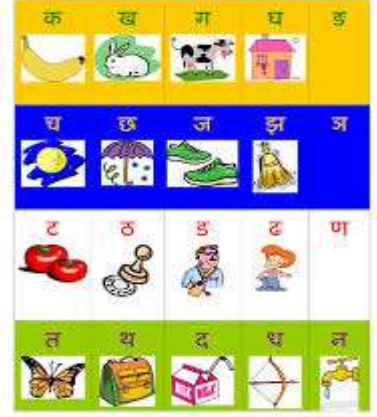 क ख ग घ ङ
च छ ज झ ञ
ट ठ ड ढ ण
त थ द ध न